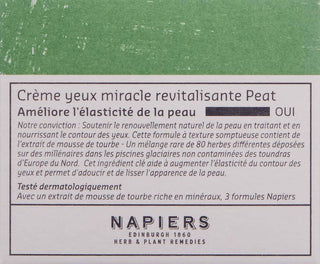 Crème yeux miracle revitalisante Peat
Améliore l'élasticité de la peau OUI
Notre conviction : Soutenir le renouvellement naturel de la peau en traitant et en
nourrissant le contour des yeux. Cette formule à texture somptueuse contient de
l'extrait de mousse de tourbe - Un mélange rare de 80 herbes différentes déposées
sur des millénaires dans les piscines glaciaires non contaminées des toundras
d'Europe du Nord. Cet ingrédient clé aide à augmenter l'élasticité du contour des
yeux et permet d'adoucir et de lisser l'apparence de la peau.
Testé dermatologiquement
Avec un extrait de mousse de tourbe riche en minéraux, 3 formules Napiers
NAPIERS
EDINBURGH 1860
HERB & PLANT REMEDIES